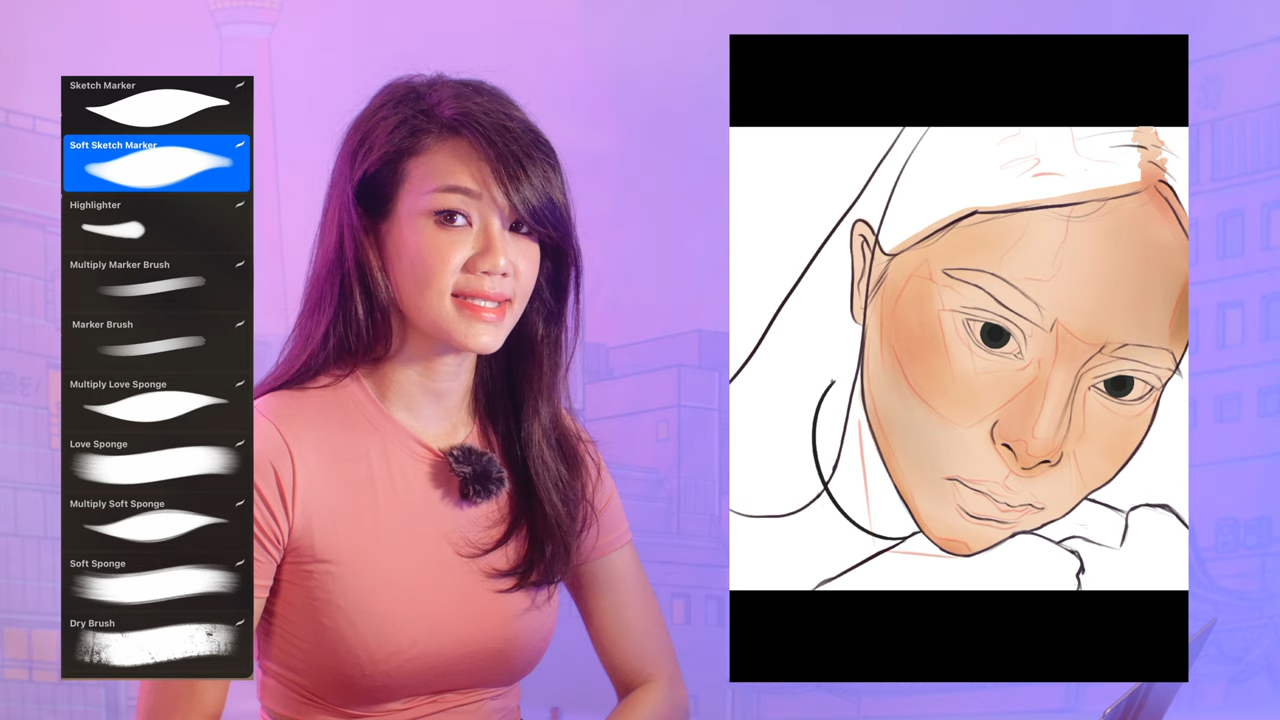 Sketch Marker
Soft Sketch Marker
Highlighter
Multiply Marker Brush
Marker Brush
Multiply Love Sponge
Love Sponge
Multiply Soft Sponge
Soft Sponge
Dry Brush